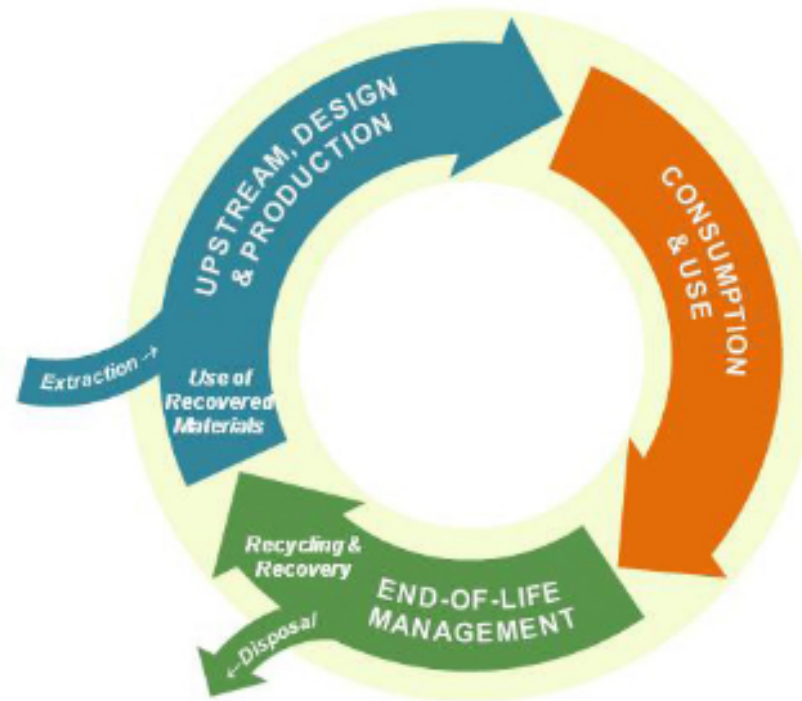 UPSTREAM, DESIGN
& PRODUCTION
CONSUMPTION
& USE
Extraction →
Use of
Recovered
Materials
Recycling &
Recovery
END-OF-LIFE
MANAGEMENT
←Disposal